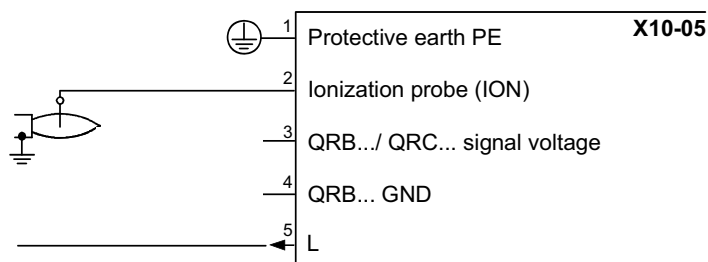 X10-05
1 Protective earth PE
2 Ionization probe (ION)
3 QRB.../ QRC... signal voltage
4 QRB... GND
5 L